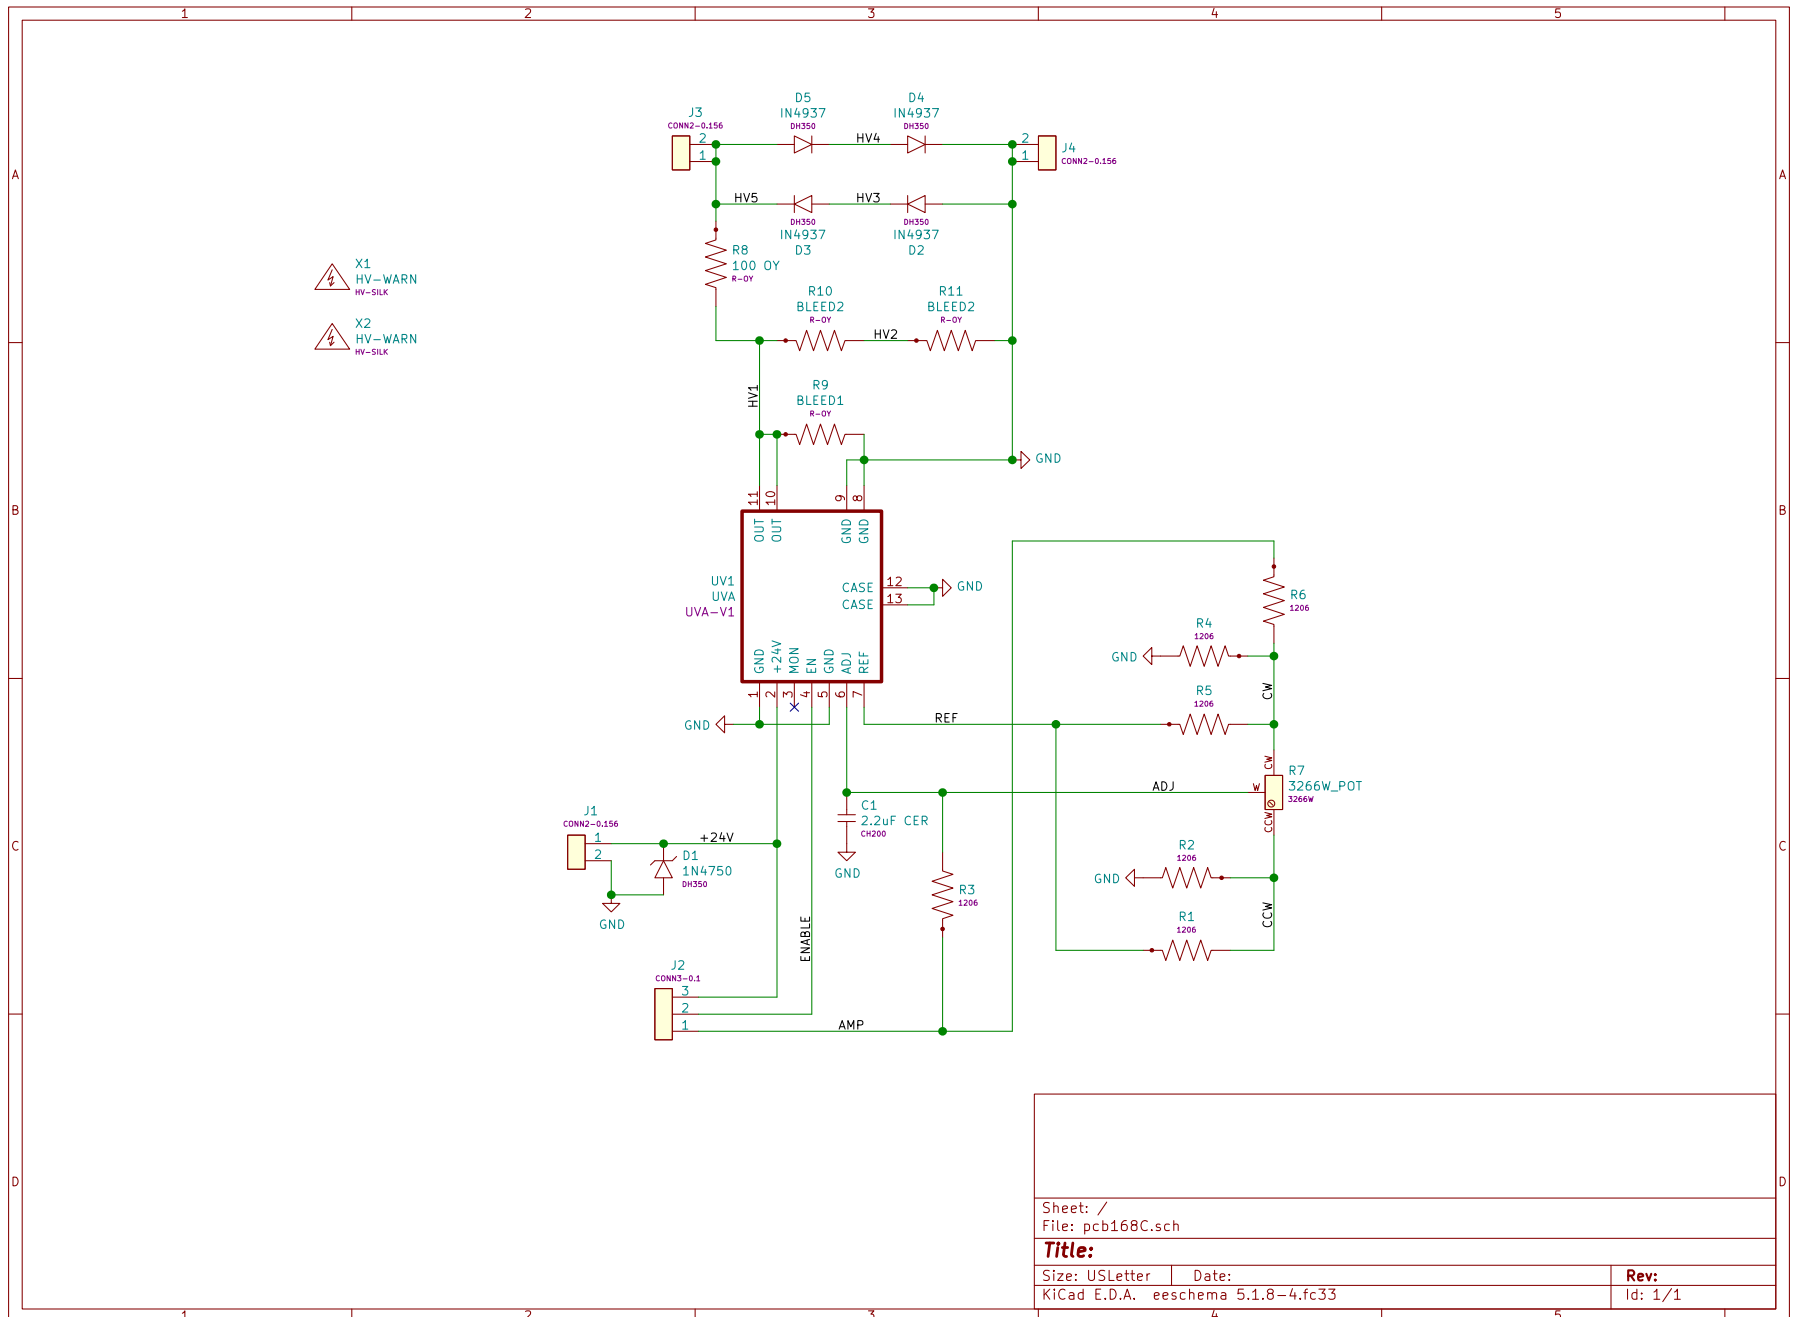 1 2 3 4 5
D5 D4
IN4937 IN4937
DH350 DH350
J3
CONN2-0.156
2
1
HV4
2
1
J4
CONN2-0.156
A A
HV5 HV3
DH350 DH350
IN4937 IN4937
D3 D2
R8
100 OY
R-OY
X1
HV-WARN
HV-SILK
X2
HV-WARN
HV-SILK
R10 R11
BLEED2 BLEED2
R-OY R-OY
HV2
HV1
R9
BLEED1
R-OY
GND
11 10 9 8
B B
OUT OUT GND GND
UV1
UVA
UVA-V1
CASE 12
CASE 13
GND
GND +24V MON EN GND ADJ REF
1 2 3 4 5 6 7
R6
1206
R4
1206
GND
CW
R5
1206
GND
REF
CW
R7
3266W_POT
3266W
W
CCW
ADJ
C1
2.2uF CER
CH200
GND
J1
CONN2-0.156
1
2
+24V
D1
1N4750
DH350
GND
C C
R2
1206
GND
R3
1206
CCW
R1
1206
ENABLE
J2
CONN3-0.1
3
2
1
AMP
D D
Sheet: /
File: pcb168C.sch
Title:
Size: USLetter Date: Rev:
KiCad E.D.A. eeschema 5.1.8-4.fc33 Id: 1/1
1 2 3 4 5